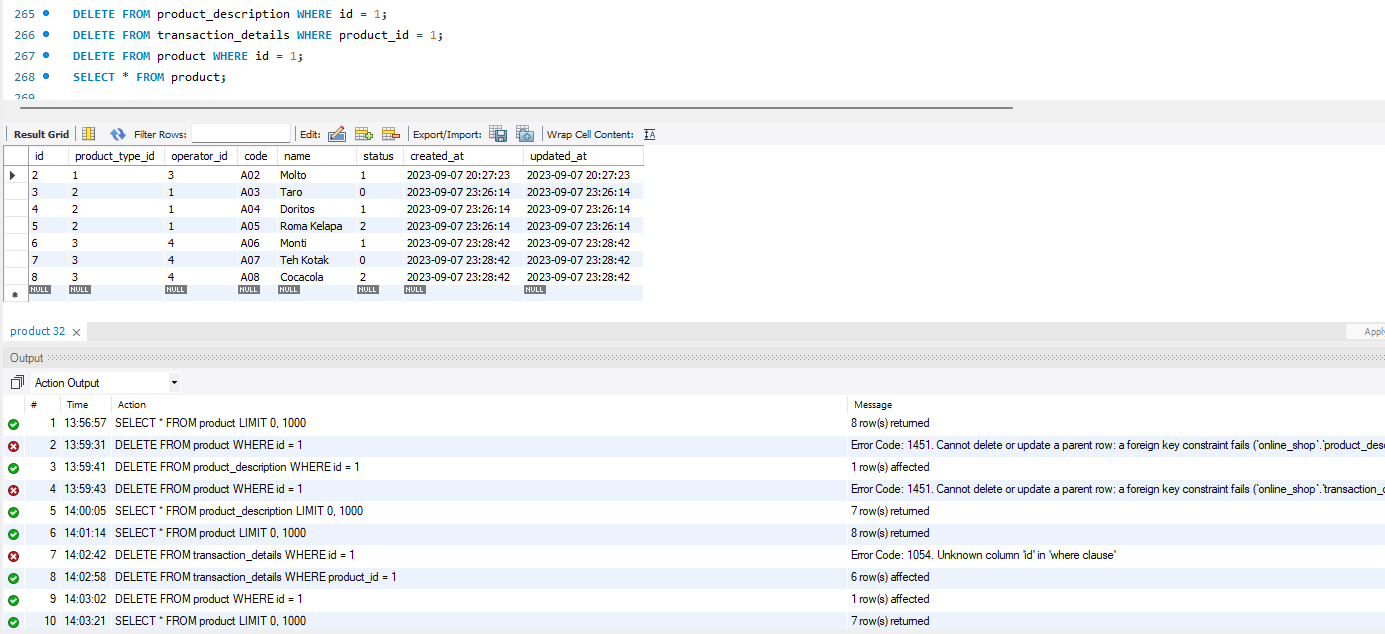 265 DELETE FROM product_description WHERE id = 1;
266 DELETE FROM transaction_details WHERE product_id = 1;
267 DELETE FROM product WHERE id = 1;
268 SELECT * FROM product;
269
Result Grid Filter Rows: Edit: Export/Import: Wrap Cell Content:
id product_type_id operator_id code name status created_at updated_at
2 1 3 A02 Molto 1 2023-09-07 20:27:23 2023-09-07 20:27:23
3 2 1 A03 Taro 0 2023-09-07 23:26:14 2023-09-07 23:26:14
4 2 1 A04 Doritos 1 2023-09-07 23:26:14 2023-09-07 23:26:14
5 2 1 A05 Roma Kelapa 2 2023-09-07 23:26:14 2023-09-07 23:26:14
6 3 4 A06 Monti 1 2023-09-07 23:28:42 2023-09-07 23:28:42
7 3 4 A07 Teh Kotak 0 2023-09-07 23:28:42 2023-09-07 23:28:42
8 3 4 A08 Cocacola 2 2023-09-07 23:28:42 2023-09-07 23:28:42
NULL NULL NULL NULL NULL NULL NULL NULL
product 32 Apply
Output
Action Output
# Time Action Message
1 13:56:57 SELECT * FROM product LIMIT 0, 1000 8 row(s) returned
2 13:59:31 DELETE FROM product WHERE id = 1 Error Code: 1451. Cannot delete or update a parent row: a foreign key constraint fails (`online_shop`.`product_des
3 13:59:41 DELETE FROM product_description WHERE id = 1 1 row(s) affected
4 13:59:43 DELETE FROM product WHERE id = 1 Error Code: 1451. Cannot delete or update a parent row: a foreign key constraint fails (`online_shop`.`transaction_
5 14:00:05 SELECT * FROM product_description LIMIT 0, 1000 7 row(s) returned
6 14:01:14 SELECT * FROM product LIMIT 0, 1000 8 row(s) returned
7 14:02:42 DELETE FROM transaction_details WHERE id = 1 Error Code: 1054. Unknown column 'id' in 'where clause'
8 14:02:58 DELETE FROM transaction_details WHERE product_id = 1 6 row(s) affected
9 14:03:02 DELETE FROM product WHERE id = 1 1 row(s) affected
10 14:03:21 SELECT * FROM product LIMIT 0, 1000 7 row(s) returned